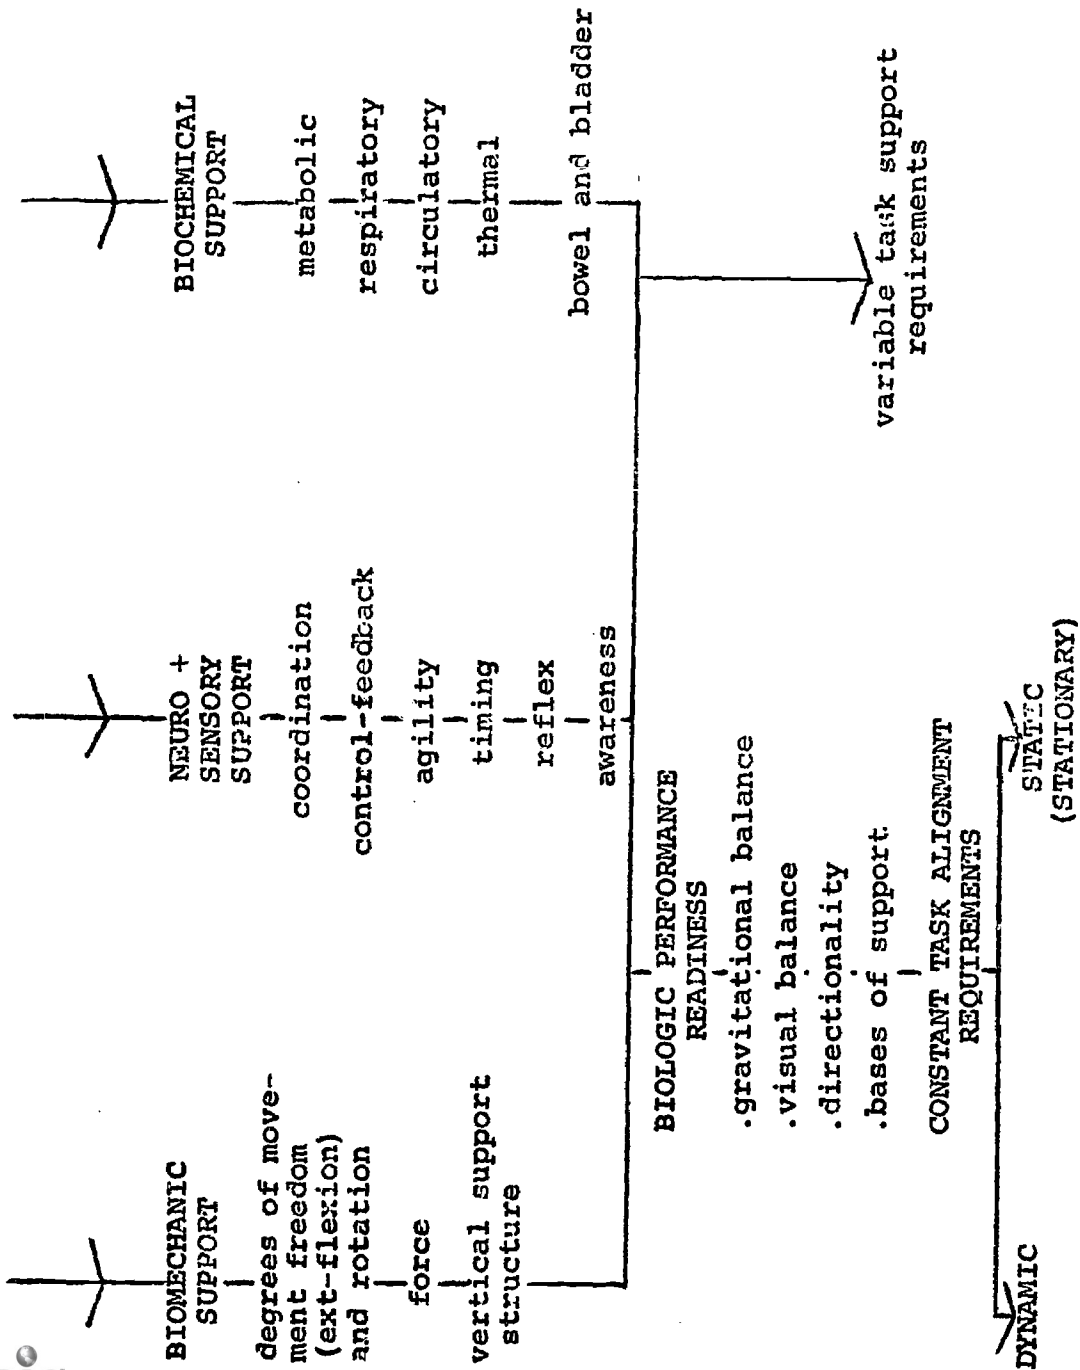 BIOMECHANIC
SUPPORT
degrees of move-
ment freedom
(ext-flexion)
and rotation
force
vertical support
structure
NEURO +
SENSORY
SUPPORT
coordination
control-feedback
agility
timing
reflex
awareness
BIOCHEMICAL
SUPPORT
metabolic
respiratory
circulatory
thermal
bowel and bladder
BIOLOGIC PERFORMANCE
READINESS
.gravitational balance
.visual balance
.directionality
.bases of support
CONSTANT TASK ALIGNMENT
REQUIREMENTS
DYNAMIC
STATIC
(STATIONARY)
variable task support
requirements